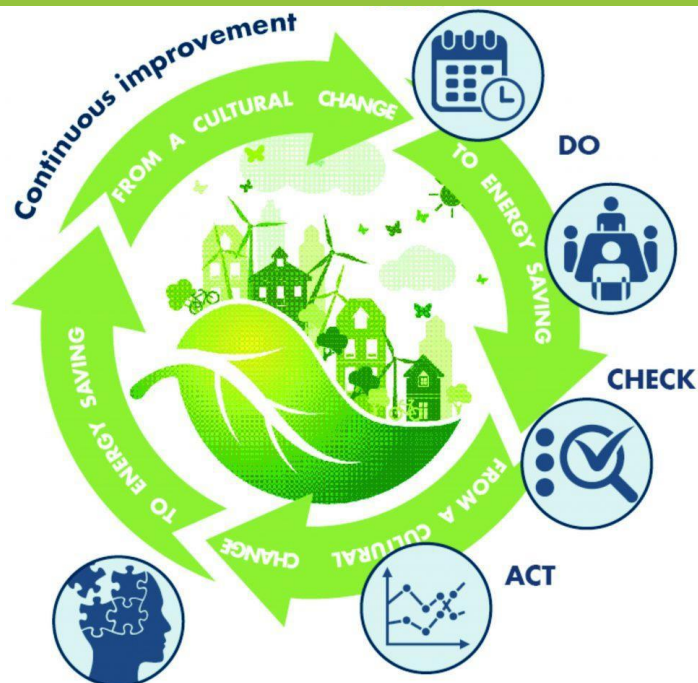 Continuous improvement
FROM A CULTURAL CHANGE
TO ENERGY SAVING
DO
CHECK
FROM A CULTURAL CHANGE
ACT
TO ENERGY SAVING